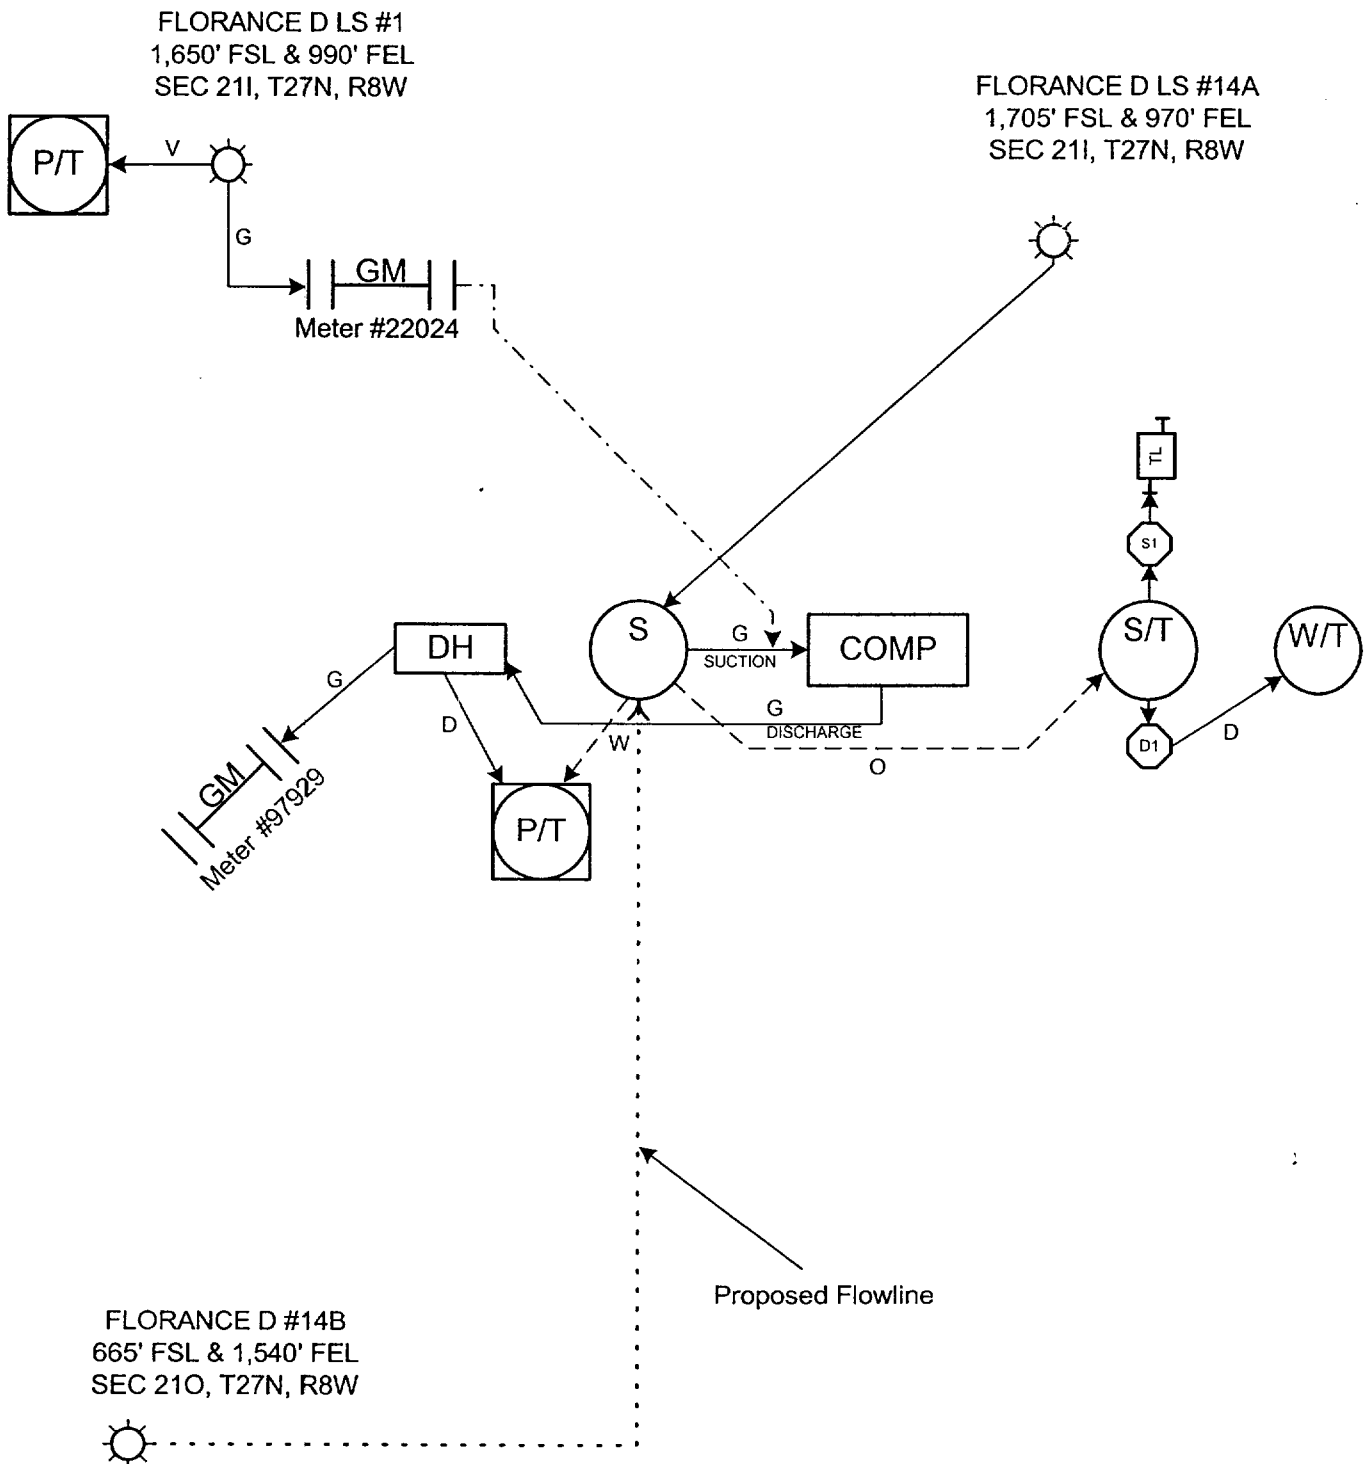 FLORANCE D LS #1
1,650' FSL & 990' FEL
SEC 21I, T27N, R8W
FLORANCE D LS #14A
1,705' FSL & 970' FEL
SEC 21I, T27N, R8W
P/T
V
G
GM
Meter #22024
TL
S1
S
G
SUCTION
COMP
S/T
W/T
DH
G
D
G
DISCHARGE
W
O
D1
D
GM
Meter #97929
P/T
Proposed Flowline
FLORANCE D #14B
665' FSL & 1,540' FEL
SEC 21O, T27N, R8W